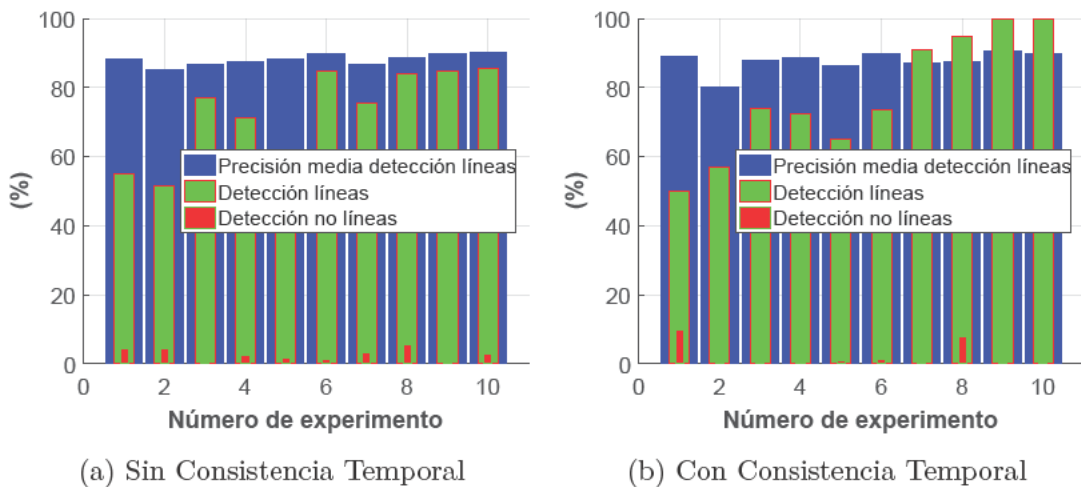 100
80
60
40
20
0
(%)
Precisión media detección líneas
Detección líneas
Detección no líneas
0 2 4 6 8 10
Número de experimento
(a) Sin Consistencia Temporal
100
80
60
40
20
0
(%)
Precisión media detección líneas
Detección líneas
Detección no líneas
0 2 4 6 8 10
Número de experimento
(b) Con Consistencia Temporal